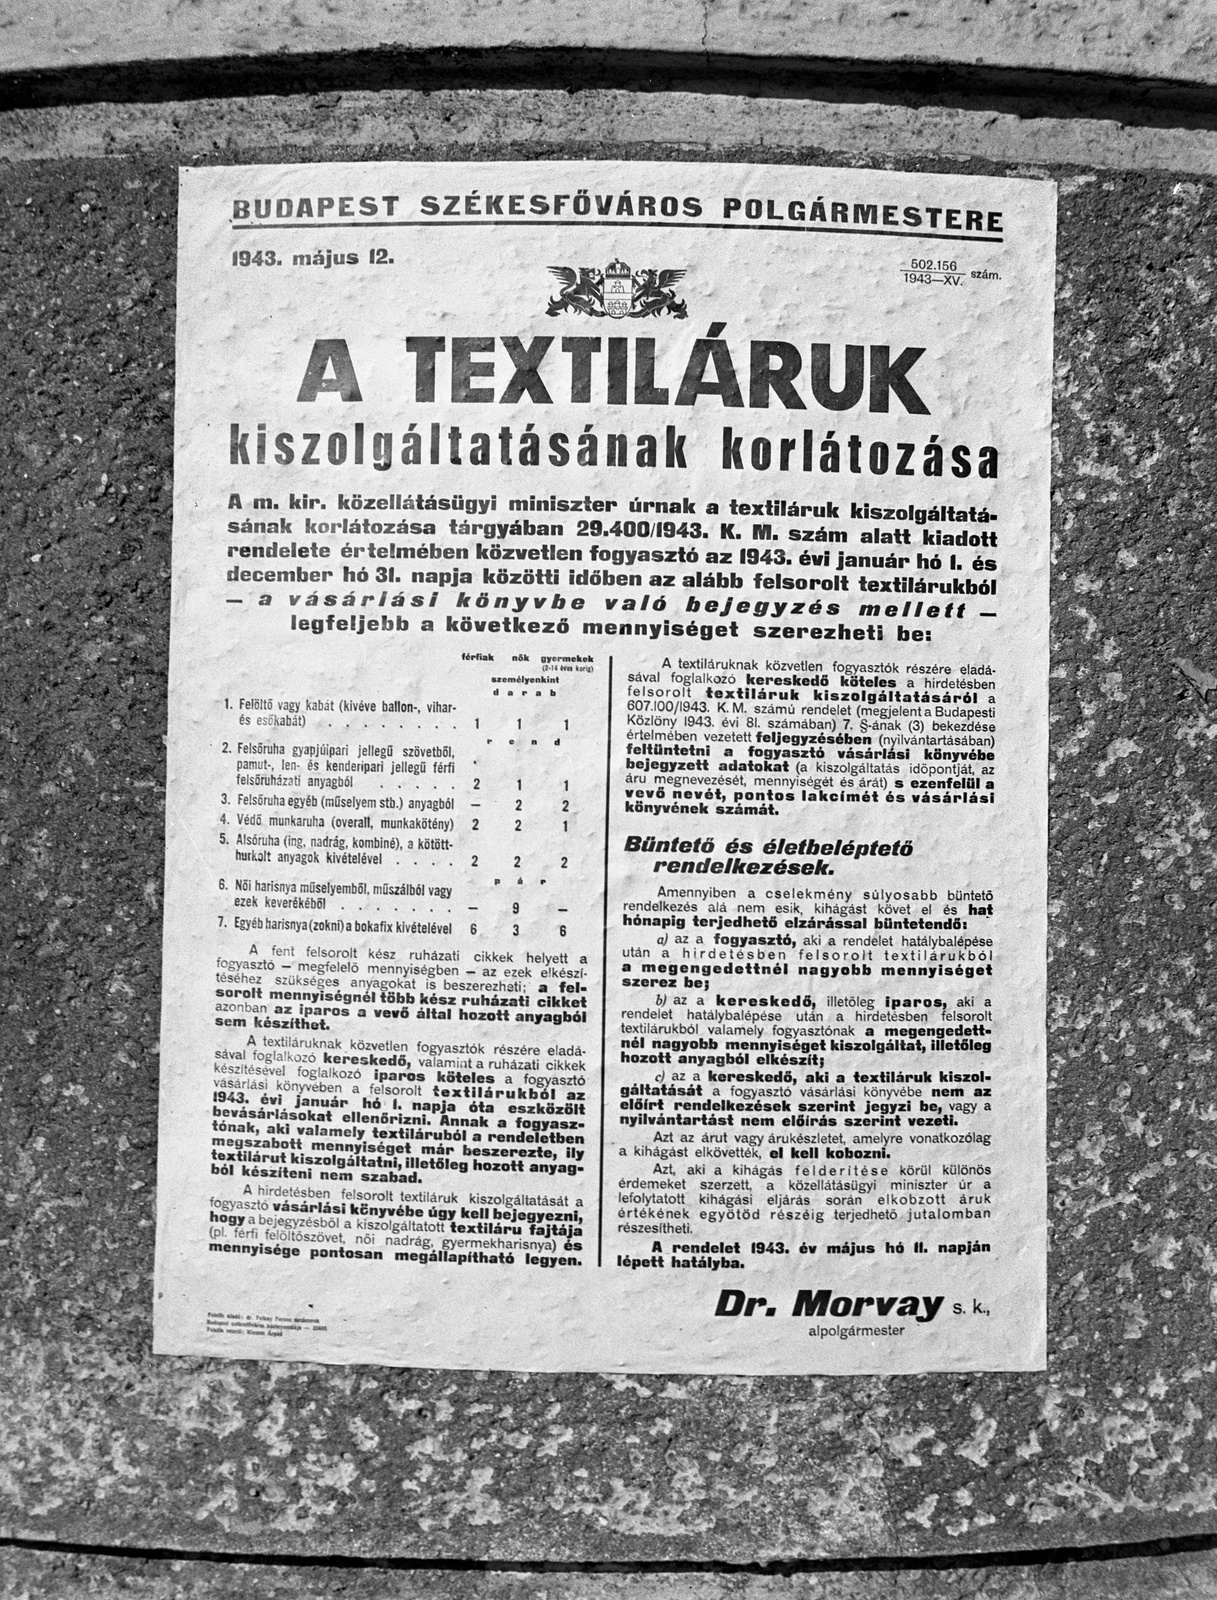 BUDAPEST SZÉKESFŐVÁROS POLGÁRMESTERE
1943. május 12.
502.156
1943—XV. szám.
A TEXTILÁRUK
kiszolgáltatásának korlátozása
A m. kir. közellátásügyi miniszter úrnak a textiláruk kiszolgáltatá-
sának korlátozása tárgyában 29.400/1943. K. M. szám alatt kiadott
rendelete értelmében közvetlen fogyasztó az 1943. évi január hó 1. és
december hó 31. napja közötti időben az alább felsorolt textilárukból
— a vásárlási könyvbe való bejegyzés mellett —
legfeljebb a következő mennyiséget szerezheti be:
férfiak nők gyermekek
(2-14 éves korig)
személyenkint
darab
1. Felöltő vagy kabát (kivéve ballon-, vihar-
és esőkabát) . . . . . . . 1 1 1
rend
2. Felsőruha gyapjúipari jellegű szövetből,
pamut-, len- és kenderipari jellegű férfi
felsőruházati anyagból . . . . . 2 1 1
3. Felsőruha egyéb (műselyem stb.) anyagból — 2 2
4. Védő munkaruha (overall, munkakötény) 2 2 1
5. Alsóruha (ing, nadrág, kombiné), a kötött-
hurkolt anyagok kivételével . . . . 2 2 2
pár
6. Női harisnya műselyemből, műszálból vagy
ezek keverékéből . . . . . . . — 9 —
7. Egyéb harisnya (zokni) a bokafix kivételével 6 3 6
A fent felsorolt kész ruházati cikkek helyett a
fogyasztó — megfelelő mennyiségben — az ezek elkészí-
téséhez szükséges anyagokat is beszerezheti; a fel-
sorolt mennyiségnél több kész ruházati cikket
azonban az iparos a vevő által hozott anyagból
sem készíthet.
A textiláruknak közvetlen fogyasztók részére eladá-
sával foglalkozó kereskedő, valamint a ruházati cikkek
készítésével foglalkozó iparos köteles a fogyasztó
vásárlási könyvében a felsorolt textilárukból az
1943. évi január hó 1. napja óta eszközölt
bevásárlásokat ellenőrizni. Annak a fogyasz-
tónak, aki valamely textiláruból a rendeletben
megszabott mennyiséget már beszerezte, ily
textilárut kiszolgáltatni, illetőleg hozott anyag-
ból készíteni nem szabad.
A hirdetésben felsorolt textiláruk kiszolgáltatását a
fogyasztó vásárlási könyvébe úgy kell bejegyezni,
hogy a bejegyzésből a kiszolgáltatott textiláru fajtája
(pl. férfi felöltőszövet, női nadrág, gyermekharisnya) és
mennyisége pontosan megállapítható legyen.
A textiláruknak közvetlen fogyasztók részére eladá-
sával foglalkozó kereskedő köteles a hirdetésben
felsorolt textiláruk kiszolgáltatásáról a
607.100/1943. K. M. számú rendelet (megjelent a Budapesti
Közlöny 1943. évi 81. számában) 7. §-ának (3) bekezdése
értelmében vezetett feljegyzésében (nyilvántartásában)
feltüntetni a fogyasztó vásárlási könyvébe
bejegyzett adatokat (a kiszolgáltatás időpontját, az
áru megnevezését, mennyiségét és árát) s ezenfelül a
vevő nevét, pontos lakcímét és vásárlási
könyvének számát.
Büntető és életbeléptető
rendelkezések.
Amennyiben a cselekmény súlyosabb büntető
rendelkezés alá nem esik, kihágást követ el és hat
hónapig terjedhető elzárással büntetendő:
a) az a fogyasztó, aki a rendelet hatálybalépése
után a hirdetésben felsorolt textilárukból
a megengedettnél nagyobb mennyiséget
szerez be;
b) az a kereskedő, illetőleg iparos, aki a
rendelet hatálybalépése után a hirdetésben felsorolt
textilárukból valamely fogyasztónak a megengedett-
nél nagyobb mennyiséget kiszolgáltat, illetőleg
hozott anyagból elkészít;
c) az a kereskedő, aki a textiláruk kiszol-
gáltatását a fogyasztó vásárlási könyvébe nem az
előírt rendelkezések szerint jegyzi be, vagy a
nyilvántartást nem előírás szerint vezeti.
Azt az árut vagy árukészletet, amelyre vonatkozólag
a kihágást elkövették, el kell kobozni.
Azt, aki a kihágás felderítése körül különös
érdemeket szerzett, a közellátásügyi miniszter úr a
lefolytatott kihágási eljárás során elkobzott áruk
értékének egyötöd részéig terjedhető jutalomban
részesítheti.
A rendelet 1943. év május hó 11. napján
lépett hatályba.
Dr. Morvay s. k.,
alpolgármester
Felelős kiadó: dr. Ferenc
Budapest székesfőváros házinyomdája
Felelős vezető: Árpád